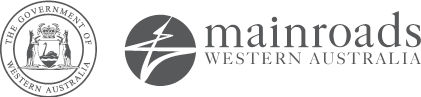 THE GOVERNMENT OF
WESTERN AUSTRALIA
mainroads
WESTERN AUSTRALIA